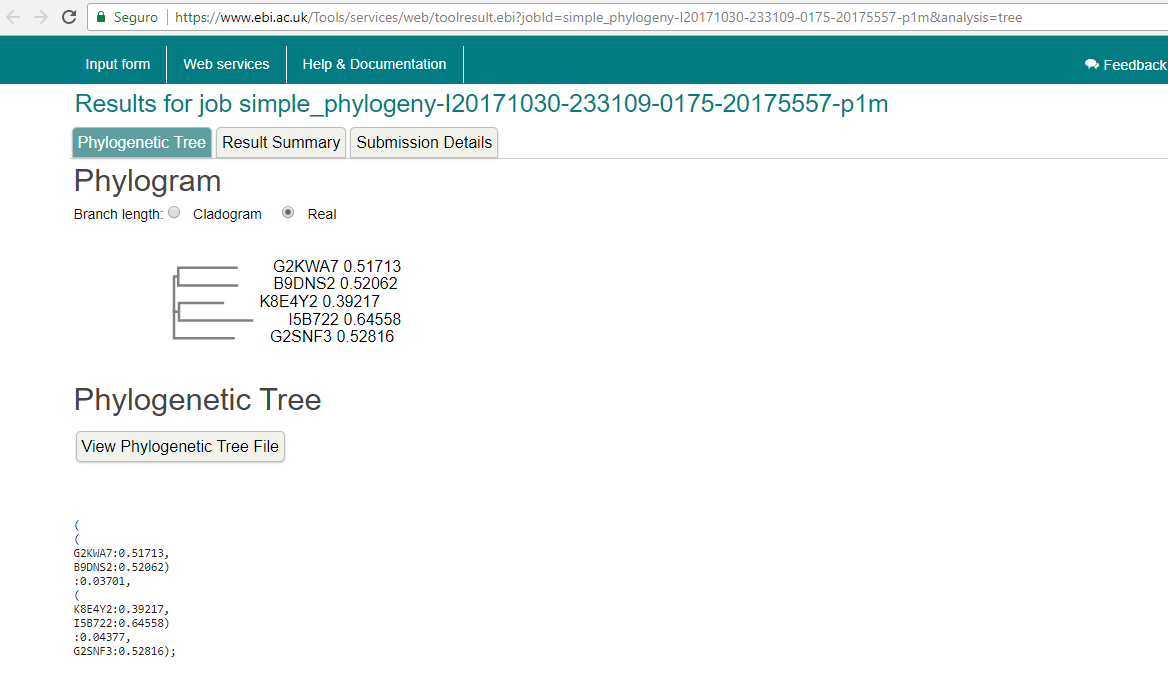 Seguro https://www.ebi.ac.uk/Tools/services/web/toolresult.ebi?jobId=simple_phylogeny-I20171030-233109-0175-20175557-p1m&analysis=tree
Input form Web services Help & Documentation Feedback
Results for job simple_phylogeny-I20171030-233109-0175-20175557-p1m
Phylogenetic Tree Result Summary Submission Details
Phylogram
Branch length: Cladogram Real
G2KWA7 0.51713
B9DNS2 0.52062
K8E4Y2 0.39217
I5B722 0.64558
G2SNF3 0.52816
Phylogenetic Tree
View Phylogenetic Tree File
(
(
G2KWA7:0.51713,
B9DNS2:0.52062)
:0.03701,
(
K8E4Y2:0.39217,
I5B722:0.64558)
:0.04377,
G2SNF3:0.52816);